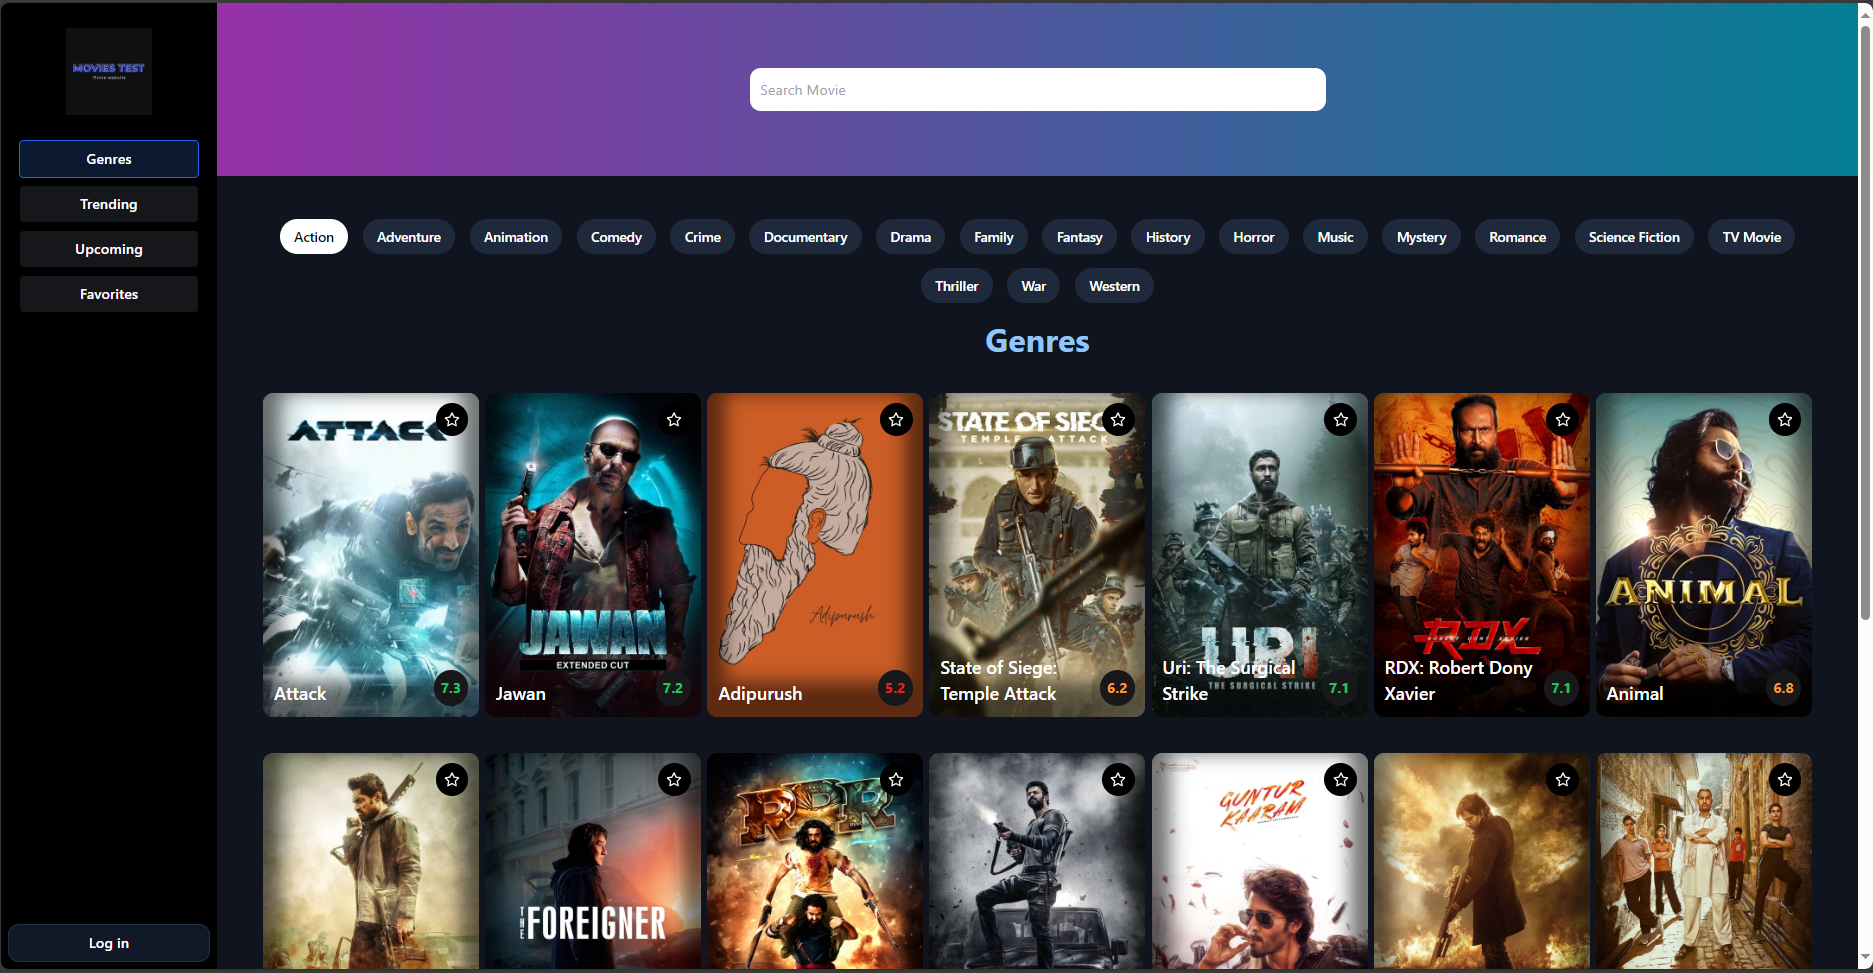 MOVIES TEST
Movie website
Genres
Trending
Upcoming
Favorites
Log in
Search Movie
Action
Adventure
Animation
Comedy
Crime
Documentary
Drama
Family
Fantasy
History
Horror
Music
Mystery
Romance
Science Fiction
TV Movie
Thriller
War
Western
Genres
ATTACK
Attack
7.3
JAWAN
EXTENDED CUT
Jawan
7.2
Adipurush
Adipurush
5.2
STATE OF SIEG
TEMPLE ATTACK
State of Siege:
Temple Attack
6.2
URI
THE SURGICAL STRIKE
Uri: The Surgical
Strike
7.1
RDX
ROBERT DONY XAVIER
RDX: Robert Dony
Xavier
7.1
ANIMAL
Animal
6.8
THE FOREIGNER
RRR
GUNTUR
KAARAM